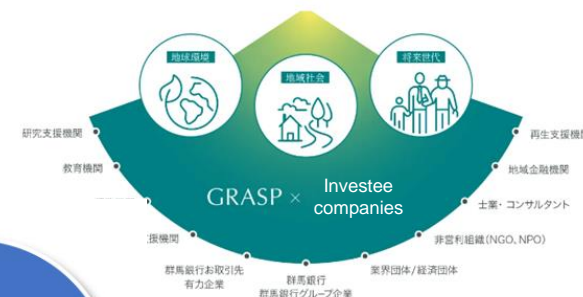 地球環境
地域社会
将来世代
研究支援機関
再生支援機関
教育機関
地域金融機関
GRASP ×
Investee
companies
士業・コンサルタント
援機関
非営利組織(NGO、NPO)
群馬銀行お取引先
有力企業
群馬銀行
群馬銀行グループ企業
業界団体/経済団体